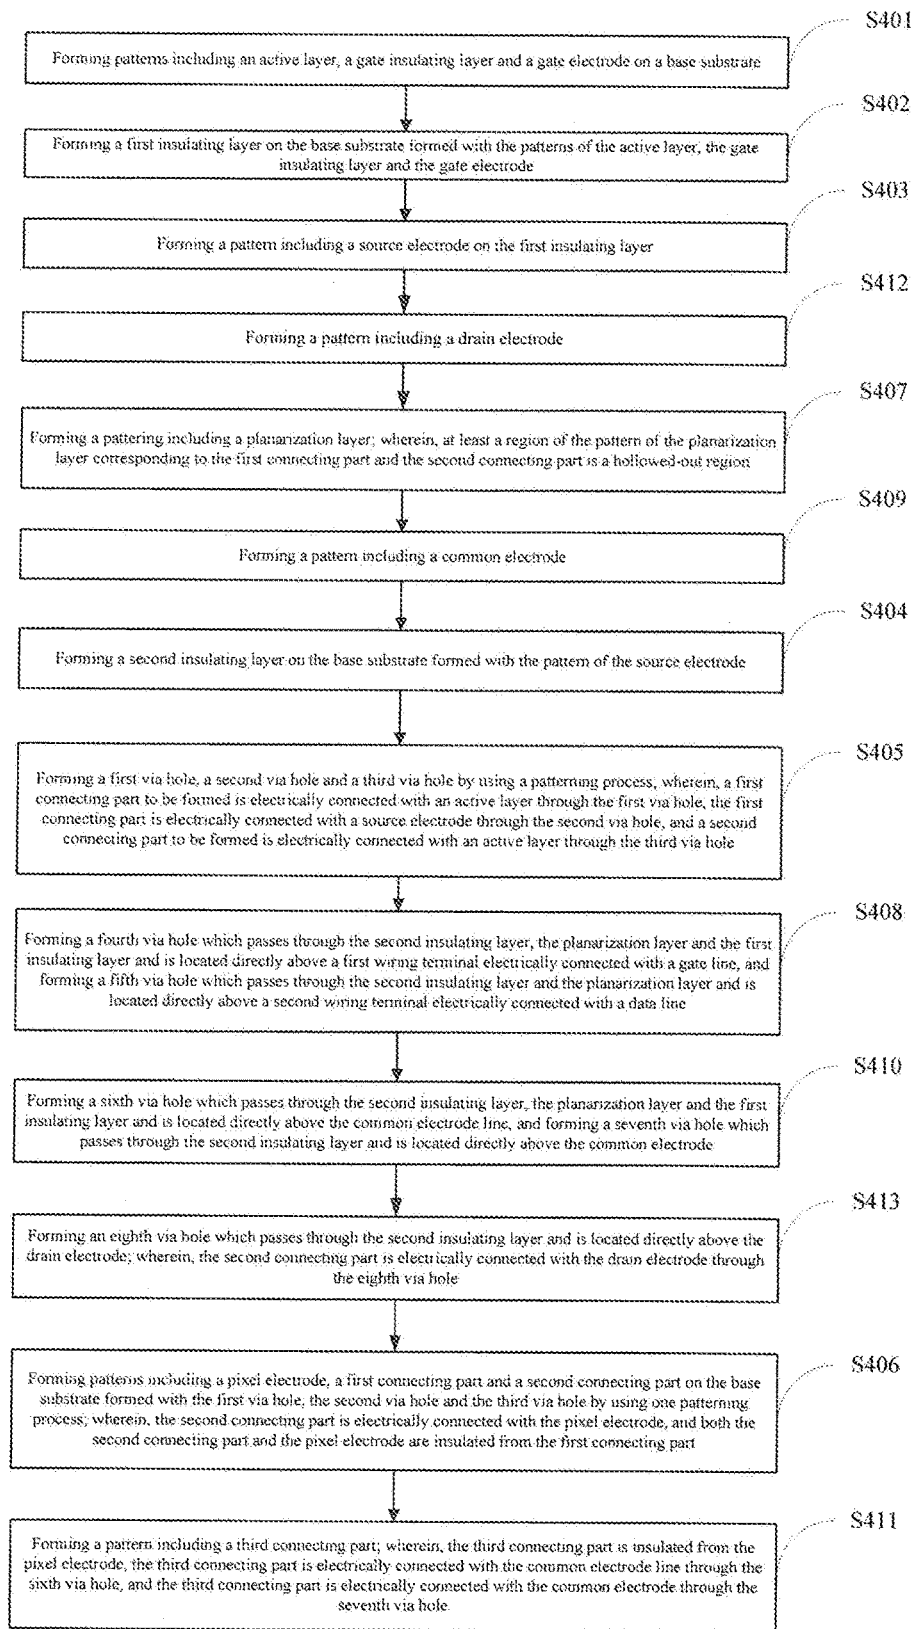 S401
Forming patterns including an active layer, a gate insulating layer and a gate electrode on a base substrate
S402
Forming a first insulating layer on the base substrate formed with the patterns of the active layer, the gate
insulating layer and the gate electrode
S403
Forming a pattern including a source electrode on the first insulating layer
S412
Forming a pattern including a drain electrode
S407
Forming a pattering including a planarization layer; wherein, at least a region of the pattern of the planarization
layer corresponding to the first connecting part and the second connecting part is a hollowed-out region
S409
Forming a pattern including a common electrode
S404
Forming a second insulating layer on the base substrate formed with the pattern of the source electrode
S405
Forming a first via hole, a second via hole and a third via hole by using a patterning process, wherein, a first
connecting part to be formed is electrically connected with an active layer through the first via hole, the first
connecting part is electrically connected with a source electrode through the second via hole, and a second
connecting part to be formed is electrically connected with an active layer through the third via hole
S408
Forming a fourth via hole which passes through the second insulating layer, the planarization layer and the first
insulating layer and is located directly above a first wiring terminal electrically connected with a gate line, and
forming a fifth via hole which passes through the second insulating layer and the planarization layer and is
located directly above a second wiring terminal electrically connected with a data line
S410
Forming a sixth via hole which passes through the second insulating layer, the planarization layer and the first
insulating layer and is located directly above the common electrode line, and forming a seventh via hole which
passes through the second insulating layer and is located directly above the common electrode
S413
Forming an eighth via hole which passes through the second insulating layer and is located directly above the
drain electrode; wherein, the second connecting part is electrically connected with the drain electrode through
the eighth via hole
S406
Forming patterns including a pixel electrode, a first connecting part and a second connecting part on the base
substrate formed with the first via hole, the second via hole and the third via hole by using one patterning
process; wherein, the second connecting part is electrically connected with the pixel electrode, and both the
second connecting part and the pixel electrode are insulated from the first connecting part
S411
Forming a pattern including a third connecting part; wherein, the third connecting part is insulated from the
pixel electrode, the third connecting part is electrically connected with the common electrode line through the
sixth via hole, and the third connecting part is electrically connected with the common electrode through the
seventh via hole.